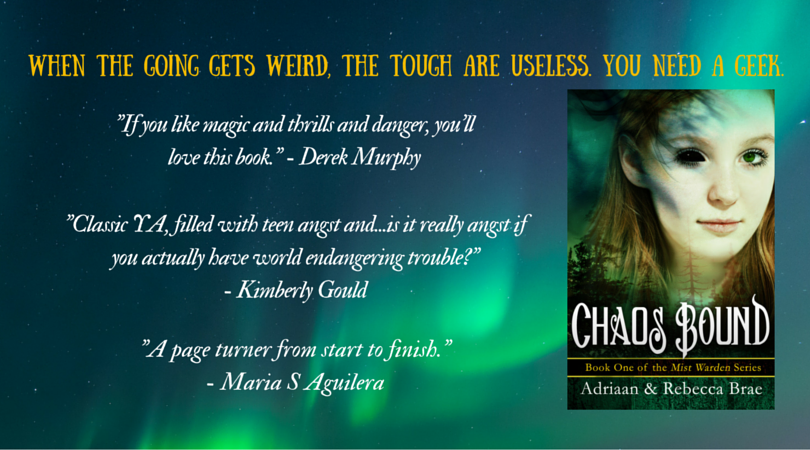 WHEN THE GOING GETS WEIRD, THE TOUGH ARE USELESS. YOU NEED A GEEK.
"If you like magic and thrills and danger, you'll
love this book." - Derek Murphy
"Classic YA, filled with teen angst and...is it really angst if
you actually have world endangering trouble?"
- Kimberly Gould
"A page turner from start to finish."
- Maria S Aguilera
CHAOS BOUND
Book One of the Mist Warden Series
Adriaan & Rebecca Brae